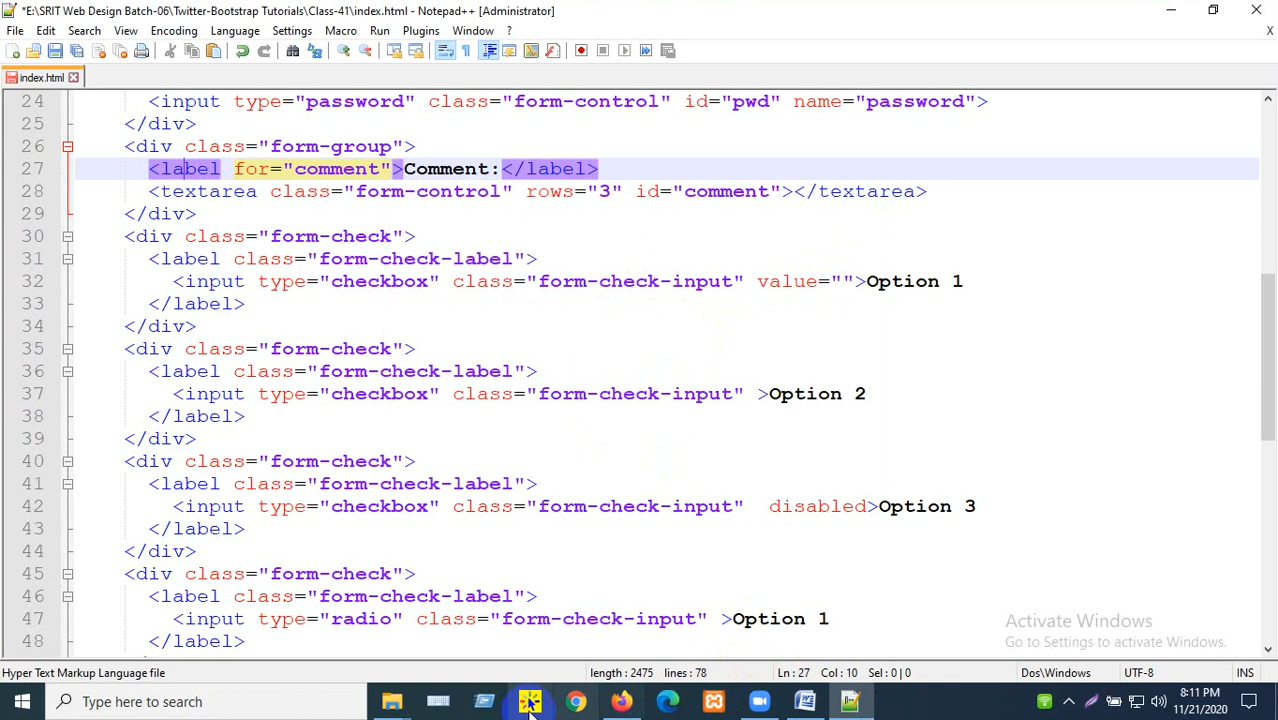 *E:\SRIT Web Design Batch-06\Twitter-Bootstrap Tutorials\Class-41\index.html - Notepad++ [Administrator]
File Edit Search View Encoding Language Settings Macro Run Plugins Window ? X
index.html
24 <input type="password" class="form-control" id="pwd" name="password">
25 </div>
26 <div class="form-group">
27 <label for="comment">Comment:</label>
28 <textarea class="form-control" rows="3" id="comment"></textarea>
29 </div>
30 <div class="form-check">
31 <label class="form-check-label">
32 <input type="checkbox" class="form-check-input" value="">Option 1
33 </label>
34 </div>
35 <div class="form-check">
36 <label class="form-check-label">
37 <input type="checkbox" class="form-check-input" >Option 2
38 </label>
39 </div>
40 <div class="form-check">
41 <label class="form-check-label">
42 <input type="checkbox" class="form-check-input"  disabled>Option 3
43 </label>
44 </div>
45 <div class="form-check">
46 <label class="form-check-label">
47 <input type="radio" class="form-check-input" >Option 1
48 </label>
Activate Windows
Go to Settings to activate Windows.
Hyper Text Markup Language file length : 2475 lines : 78 Ln : 27 Col : 10 Sel : 0 | 0 Dos\Windows UTF-8 INS
Type here to search
8:11 PM
11/21/2020